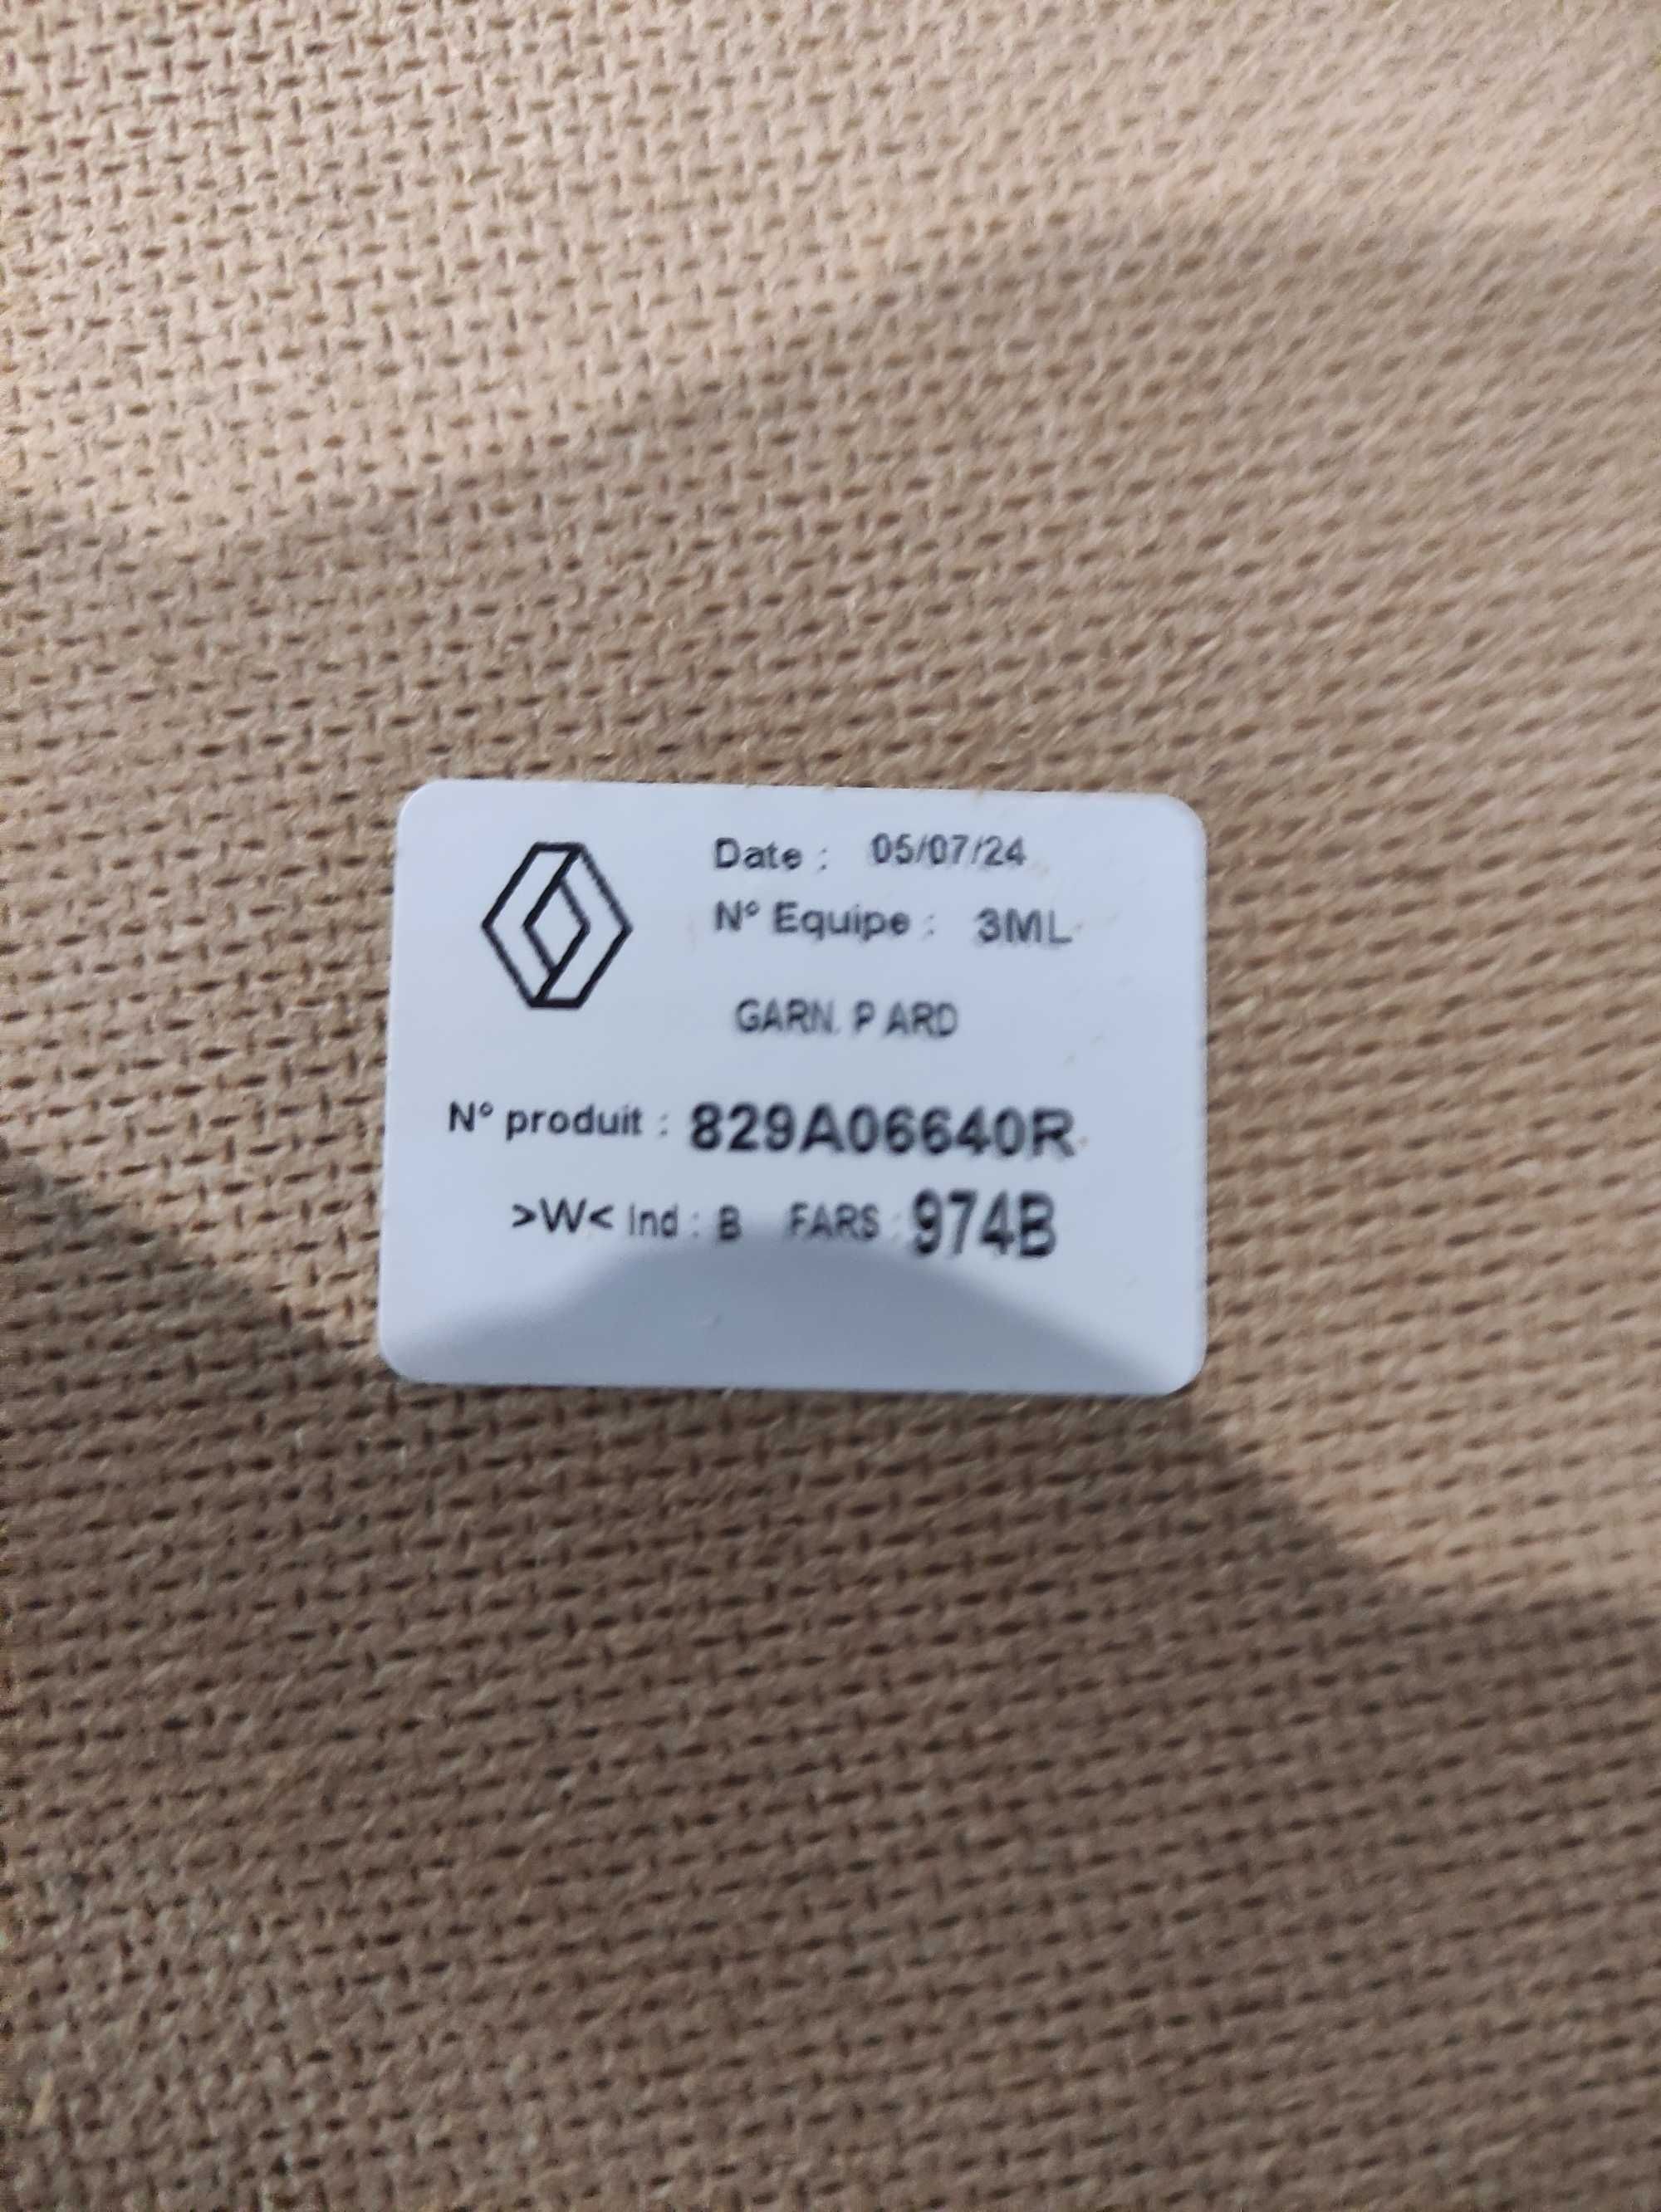 Date : 05/07/24
N° Equipe : 3ML
GARN. P ARD
N° produit : 829A06640R
>W< Ind : B FARS : 974B